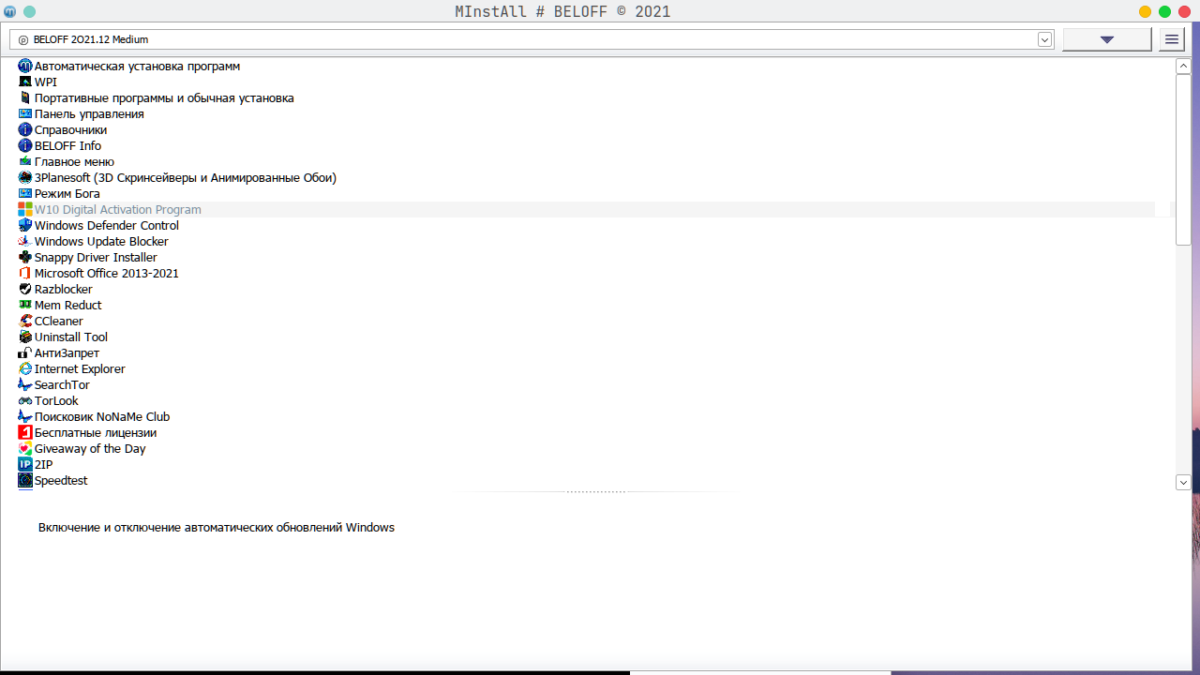 MInstAll # BELOFF © 2021
@ BELOFF 2O21.12 Medium
Автоматическая установка программ
WPI
Портативные программы и обычная установка
Панель управления
Справочники
BELOFF Info
Главное меню
3Planesoft (3D Скринсейверы и Анимированные Обои)
Режим Бога
W10 Digital Activation Program
Windows Defender Control
Windows Update Blocker
Snappy Driver Installer
Microsoft Office 2013-2021
Razblocker
Mem Reduct
CCleaner
Uninstall Tool
АнтиЗапрет
Internet Explorer
SearchTor
TorLook
Поисковик NoNaMe Club
Бесплатные лицензии
Giveaway of the Day
IP 2IP
Speedtest
Включение и отключение автоматических обновлений Windows